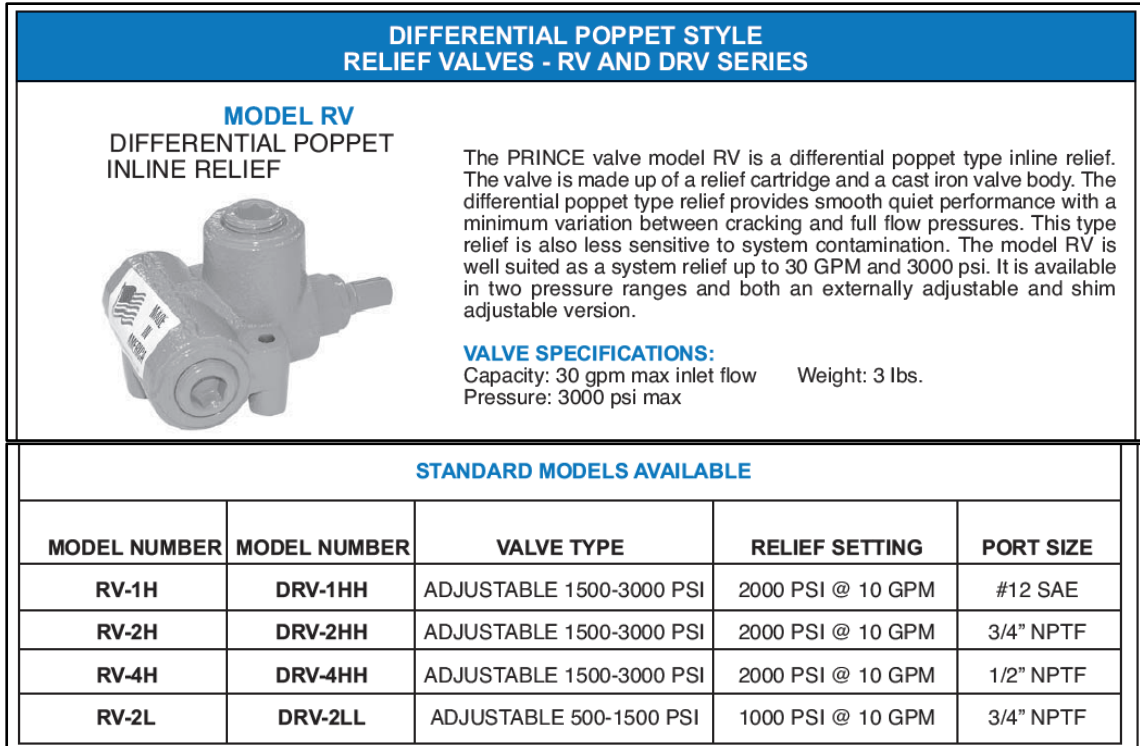 DIFFERENTIAL POPPET STYLE
RELIEF VALVES - RV AND DRV SERIES
MODEL RV
DIFFERENTIAL POPPET
INLINE RELIEF
MADE
IN
AMERICA
The PRINCE valve model RV is a differential poppet type inline relief.
The valve is made up of a relief cartridge and a cast iron valve body. The
differential poppet type relief provides smooth quiet performance with a
minimum variation between cracking and full flow pressures. This type
relief is also less sensitive to system contamination. The model RV is
well suited as a system relief up to 30 GPM and 3000 psi. It is available
in two pressure ranges and both an externally adjustable and shim
adjustable version.
VALVE SPECIFICATIONS:
Capacity: 30 gpm max inlet flow Weight: 3 lbs.
Pressure: 3000 psi max
STANDARD MODELS AVAILABLE
MODEL NUMBER MODEL NUMBER VALVE TYPE RELIEF SETTING PORT SIZE
RV-1H DRV-1HH ADJUSTABLE 1500-3000 PSI 2000 PSI @ 10 GPM #12 SAE
RV-2H DRV-2HH ADJUSTABLE 1500-3000 PSI 2000 PSI @ 10 GPM 3/4” NPTF
RV-4H DRV-4HH ADJUSTABLE 1500-3000 PSI 2000 PSI @ 10 GPM 1/2” NPTF
RV-2L DRV-2LL ADJUSTABLE 500-1500 PSI 1000 PSI @ 10 GPM 3/4” NPTF